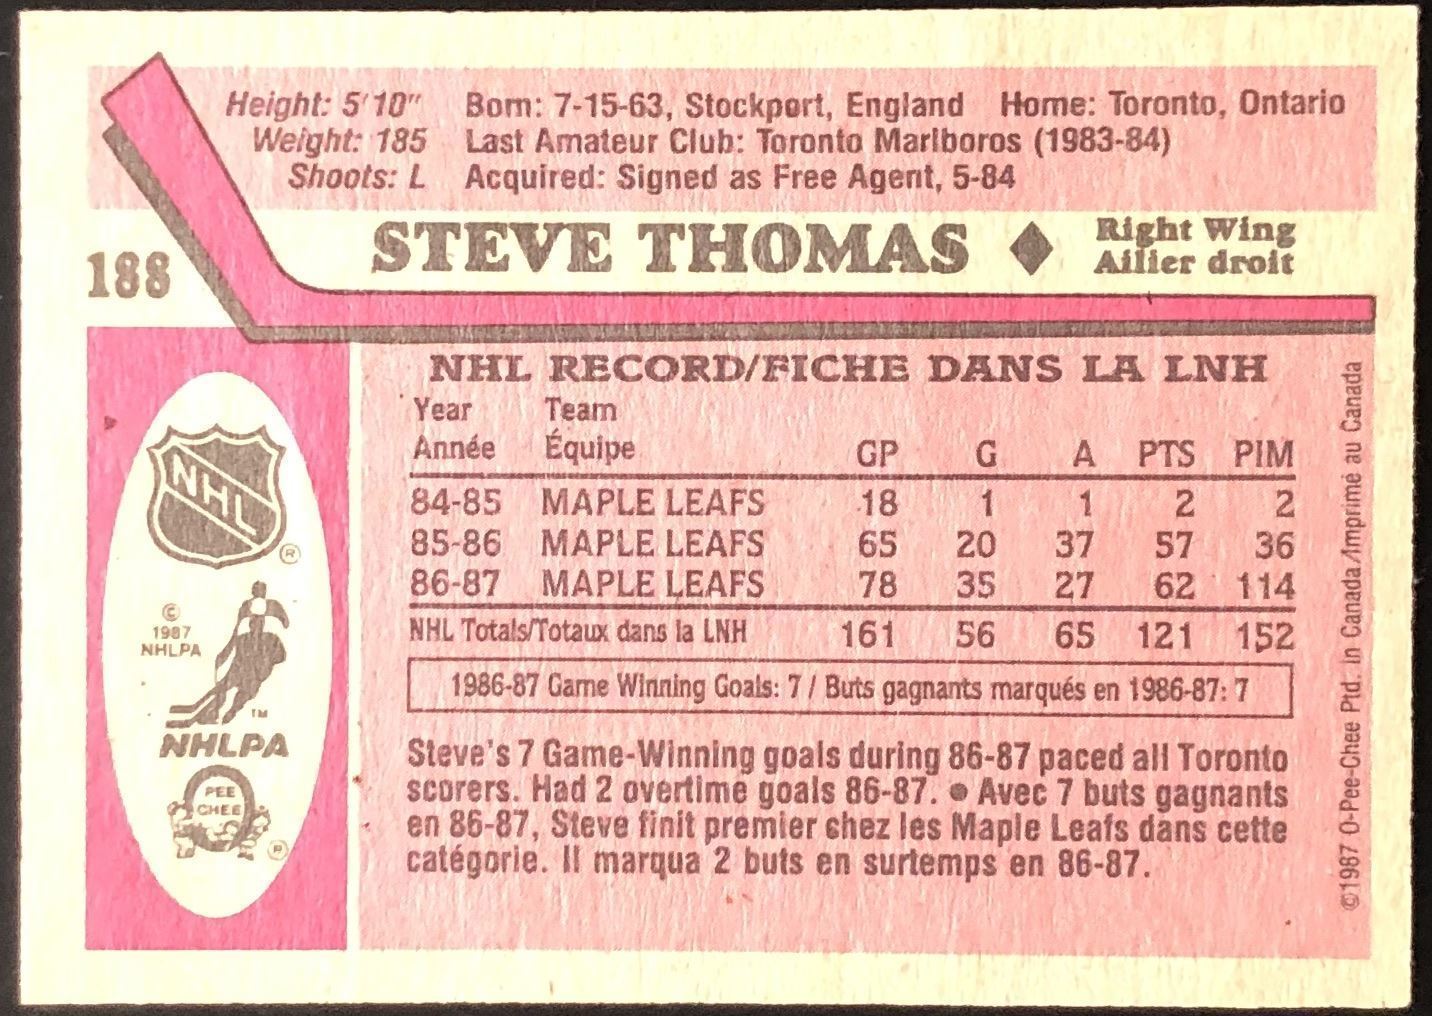 Height: 5'10" Born: 7-15-63, Stockport, England Home: Toronto, Ontario
Weight: 185 Last Amateur Club: Toronto Marlboros (1983-84)
Shoots: L Acquired: Signed as Free Agent, 5-84
188 STEVE THOMAS ◆ Right Wing
Ailier droit
NHL RECORD/FICHE DANS LA LNH
Year Team
Année Équipe GP G A PTS PIM
84-85 MAPLE LEAFS 18 1 1 2 2
85-86 MAPLE LEAFS 65 20 37 57 36
86-87 MAPLE LEAFS 78 35 27 62 114
NHL Totals/Totaux dans la LNH 161 56 65 121 152
1986-87 Game Winning Goals: 7 / Buts gagnants marqués en 1986-87: 7
Steve's 7 Game-Winning goals during 86-87 paced all Toronto
scorers. Had 2 overtime goals 86-87. ● Avec 7 buts gagnants
en 86-87, Steve finit premier chez les Maple Leafs dans cette
catégorie. Il marqua 2 buts en surtemps en 86-87.
NHL
®
©
1987
NHLPA
TM
NHLPA
O
PEE
CHEE
®
©1987 O-Pee-Chee Ptd. in Canada/Imprimé au Canada